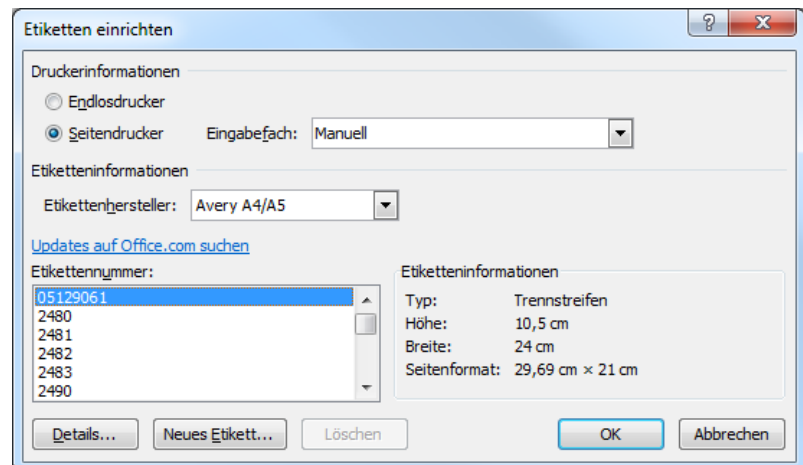 Etiketten einrichten
?
X
Druckerinformationen
Endlosdrucker
Seitendrucker Eingabefach: Manuell
Etiketteninformationen
Etikettenhersteller: Avery A4/A5
Updates auf Office.com suchen
Etikettennummer:
05129061
2480
2481
2482
2483
2490
Etiketteninformationen
Typ: Trennstreifen
Höhe: 10,5 cm
Breite: 24 cm
Seitenformat: 29,69 cm × 21 cm
Details... Neues Etikett... Löschen OK Abbrechen